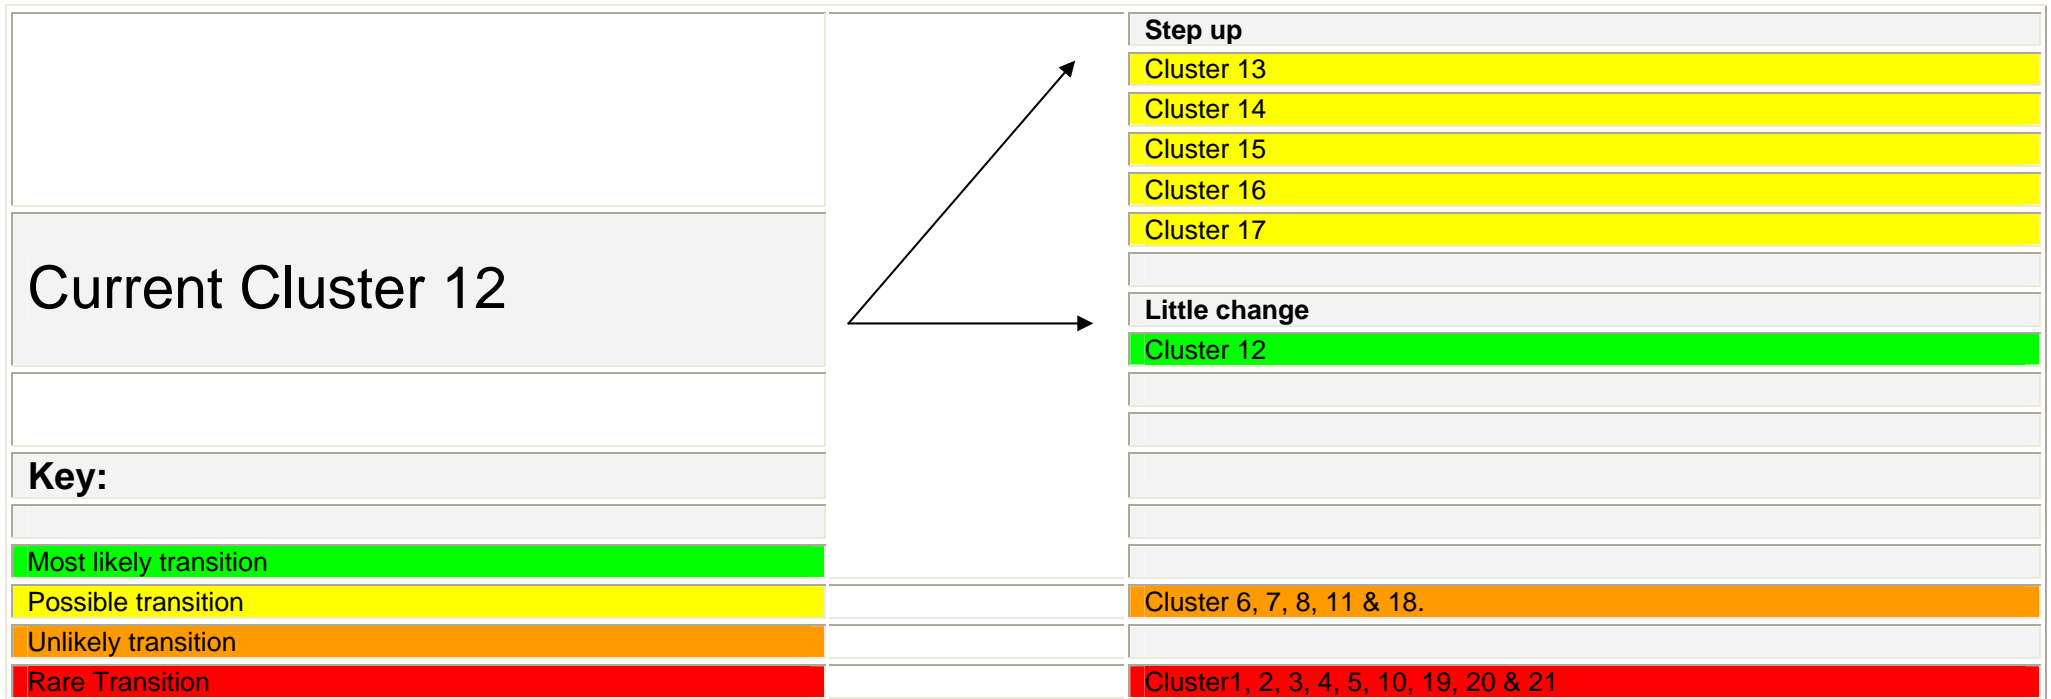 Step up
Cluster 13
Cluster 14
Cluster 15
Cluster 16
Cluster 17
Current Cluster 12
Little change
Cluster 12
Key:
Most likely transition
Possible transition
Cluster 6, 7, 8, 11 & 18.
Unlikely transition
Rare Transition
Cluster1, 2, 3, 4, 5, 10, 19, 20 & 21